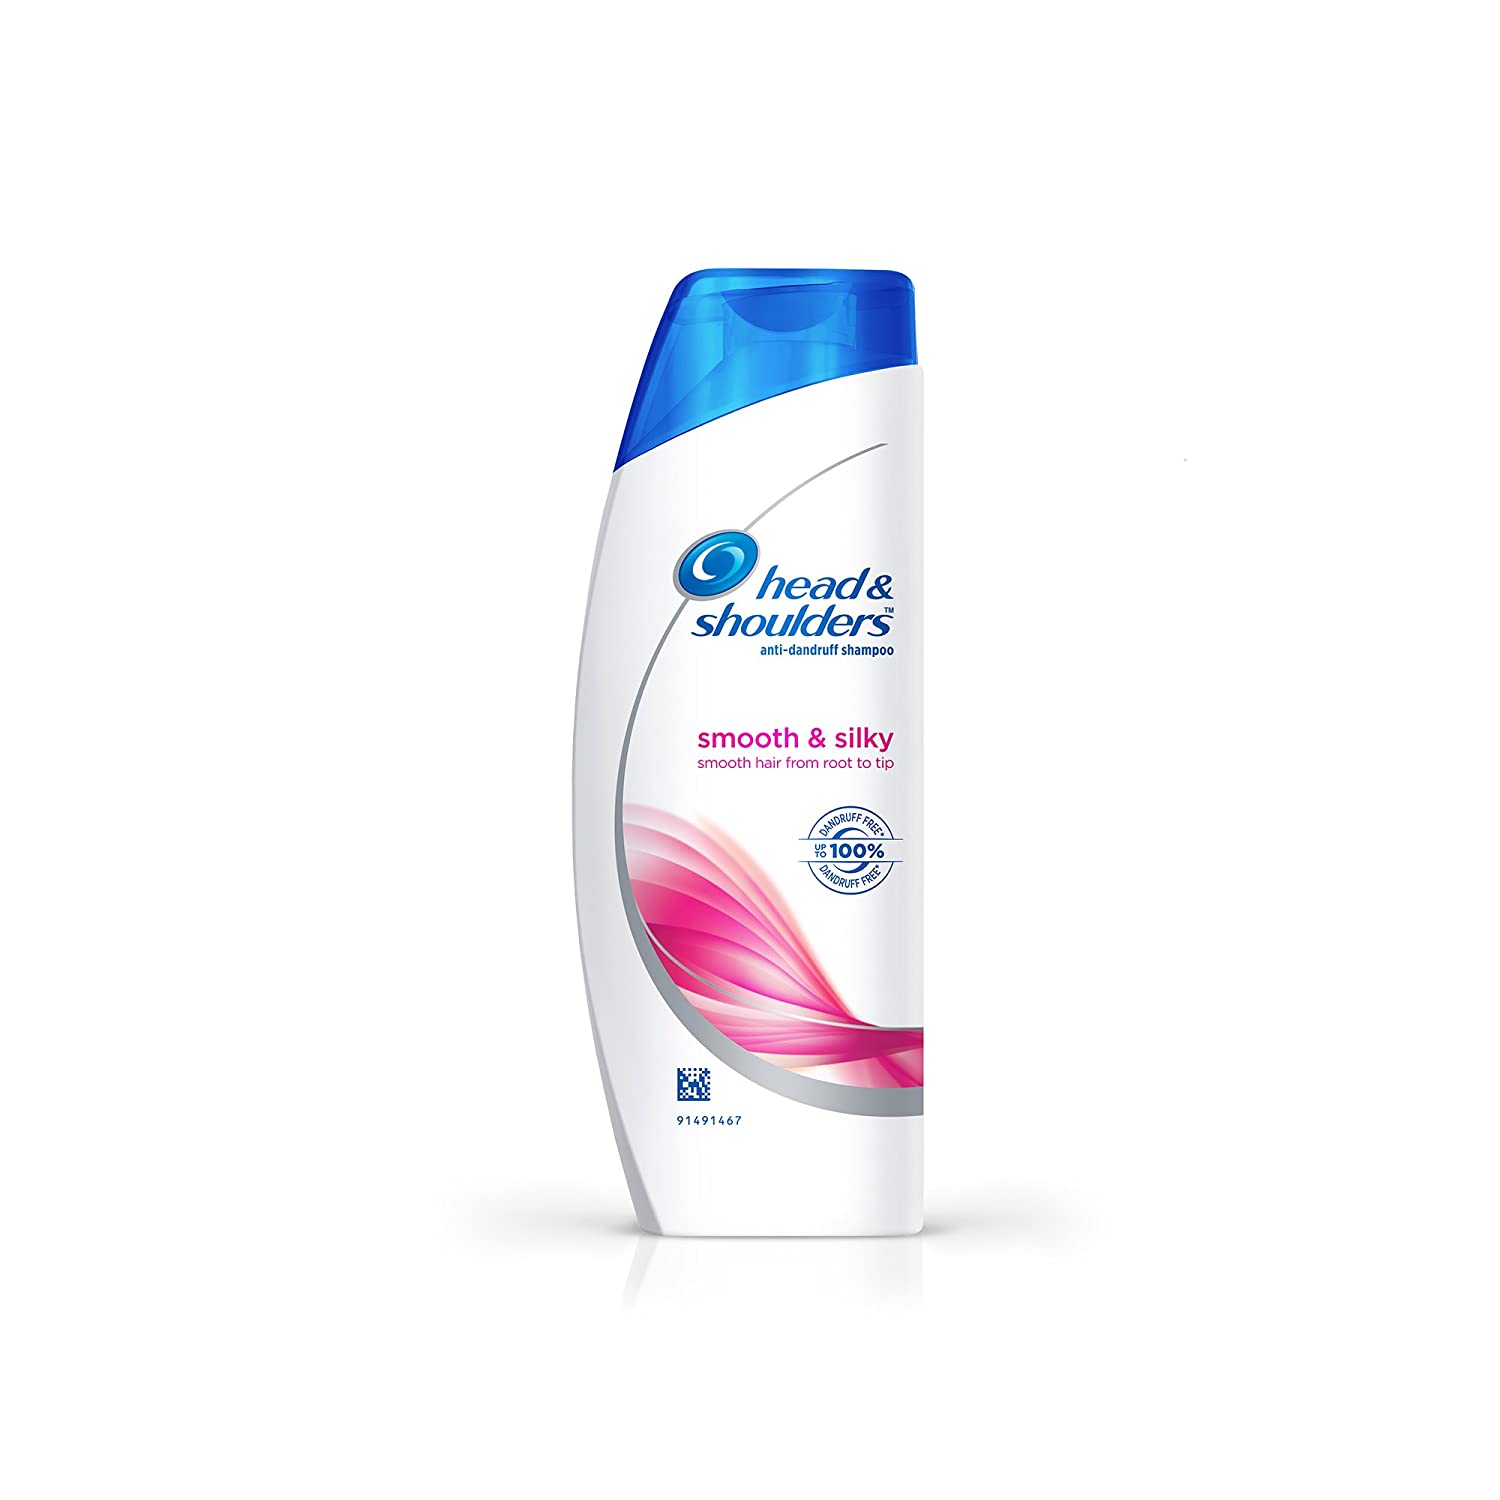 head &
shoulders™
anti-dandruff shampoo
smooth & silky
smooth hair from root to tip
DANDRUFF FREE*
UP TO 100%
DANDRUFF FREE*
91491467